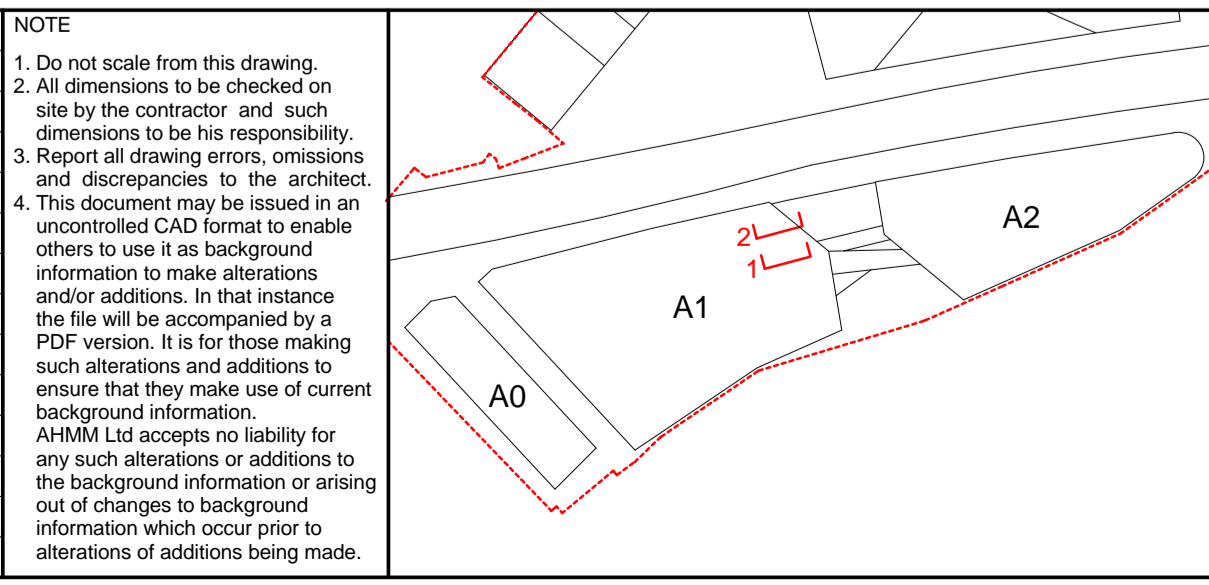 NOTE
1. Do not scale from this drawing.
2. All dimensions to be checked on
site by the contractor and such
dimensions to be his responsibility.
3. Report all drawing errors, omissions
and discrepancies to the architect.
4. This document may be issued in an
uncontrolled CAD format to enable
others to use it as background
information to make alterations
and/or additions. In that instance
the file will be accompanied by a
PDF version. It is for those making
such alterations and additions to
ensure that they make use of current
background information.
AHMM Ltd accepts no liability for
any such alterations or additions to
the background information or arising
out of changes to background
information which occur prior to
alterations of additions being made.
A2
2
1
A1
A0